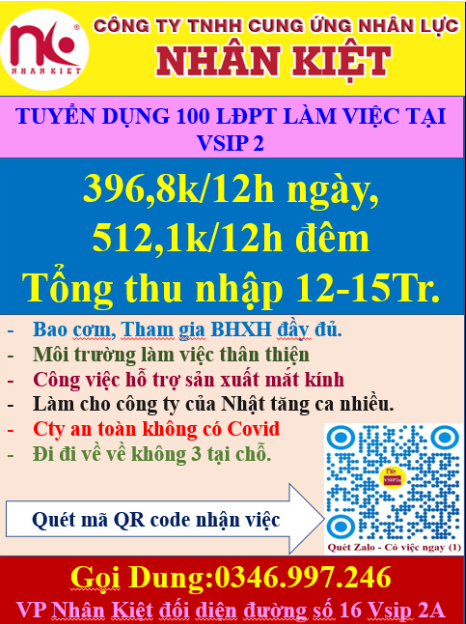 NHÂN KIỆT
CÔNG TY TNHH CUNG ỨNG NHÂN LỰC
NHÂN KIỆT
TUYỂN DỤNG 100 LĐPT LÀM VIỆC TẠI
VSIP 2
396,8k/12h ngày,
512,1k/12h đêm
Tổng thu nhập 12-15Tr.
- Bao cơm, Tham gia BHXH đầy đủ.
- Môi trường làm việc thân thiện
- Công việc hỗ trợ sản xuất mắt kính
- Làm cho công ty của Nhật tăng ca nhiều.
- Cty an toàn không có Covid
- Đi đi về về không 3 tại chỗ.
Quét mã QR code nhận việc
Quét Zalo - Có việc ngay (1)
Gọi Dung:0346.997.246
VP Nhân Kiệt đối diện đường số 16 Vsip 2A